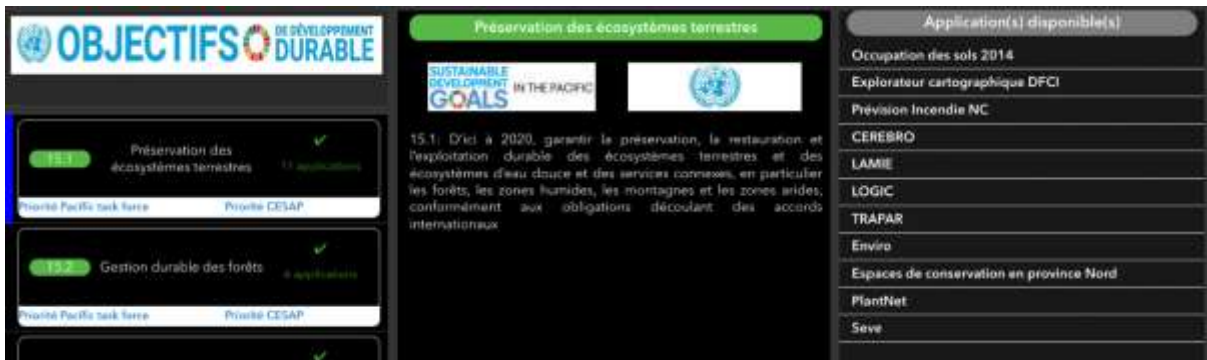 OBJECTIFS DE DÉVELOPPEMENT DURABLE
15.1
Préservation des
écosystèmes terrestres
11 applications
Priorité Pacific task force
Priorité CESAP
15.2
Gestion durable des forêts
Priorité Pacific task force
Priorité CESAP
Préservation des écosystèmes terrestres
SUSTAINABLE
DEVELOPMENT
GOALS
IN THE PACIFIC
15.1: D'ici à 2020, garantir la préservation, la restauration et
l'exploitation durable des écosystèmes terrestres et des
écosystèmes d'eau douce et des services connexes, en particulier
les forêts, les zones humides, les montagnes et les zones arides,
conformément aux obligations découlant des accords
internationaux
Application(s) disponible(s)
Occupation des sols 2014
Explorateur cartographique DFCI
Prévision Incendie NC
CEREBRO
LAMIE
LOGIC
TRAPAR
Enviro
Espaces de conservation en province Nord
PlantNet
Seve